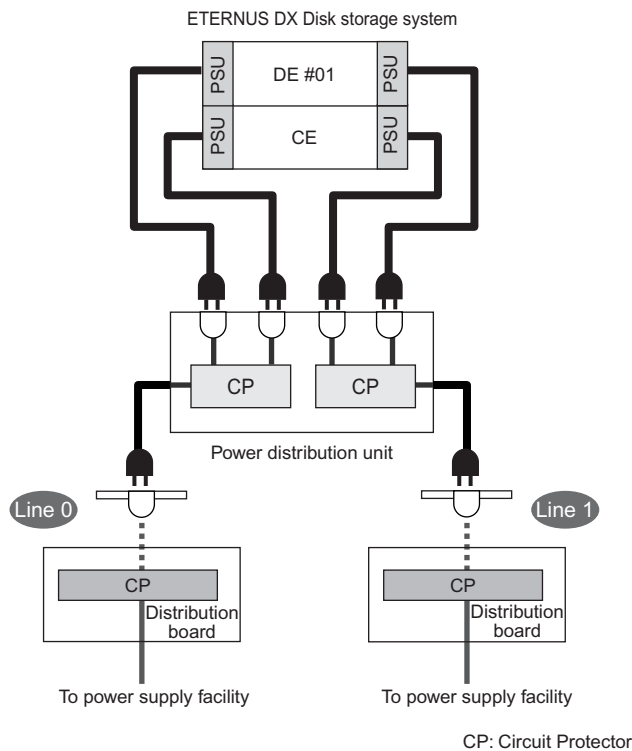 ETERNUS DX Disk storage system
PSU
DE #01
PSU
PSU
CE
PSU
CP
CP
Power distribution unit
Line 0
Line 1
CP
Distribution
board
CP
Distribution
board
To power supply facility
To power supply facility
CP: Circuit Protector